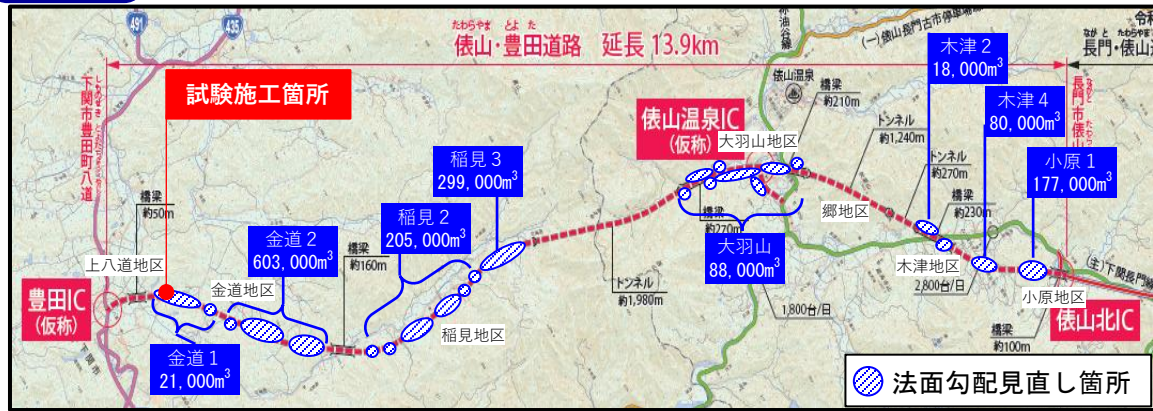 491
435
たわらやま とよた
俵山・豊田道路 延長 13.9km
(一)俵山長門古市停車場線
ながと たわらやま
長門・俵山道
下関市豊田町八道
試験施工箇所
俵山温泉
橋梁
約210m
木津2
18,000m³
木津4
80,000m³
小原1
177,000m³
俵山温泉IC
(仮称)
大羽山地区
トンネル
約1,240m
トンネル
約270m
稲見3
299,000m³
稲見2
205,000m³
金道2
603,000m³
橋梁
約50m
上八道地区
金道地区
橋梁
約160m
豊田IC
(仮称)
下関市
金道1
21,000m³
稲見地区
トンネル
約1,980m
橋梁
約270m
大羽山
88,000m³
1,800台/日
郷地区
橋梁
約230m
木津地区
2,800台/日
小原地区
(主)下関長門線
俵山北IC
橋梁
約100m
法面勾配見直し箇所